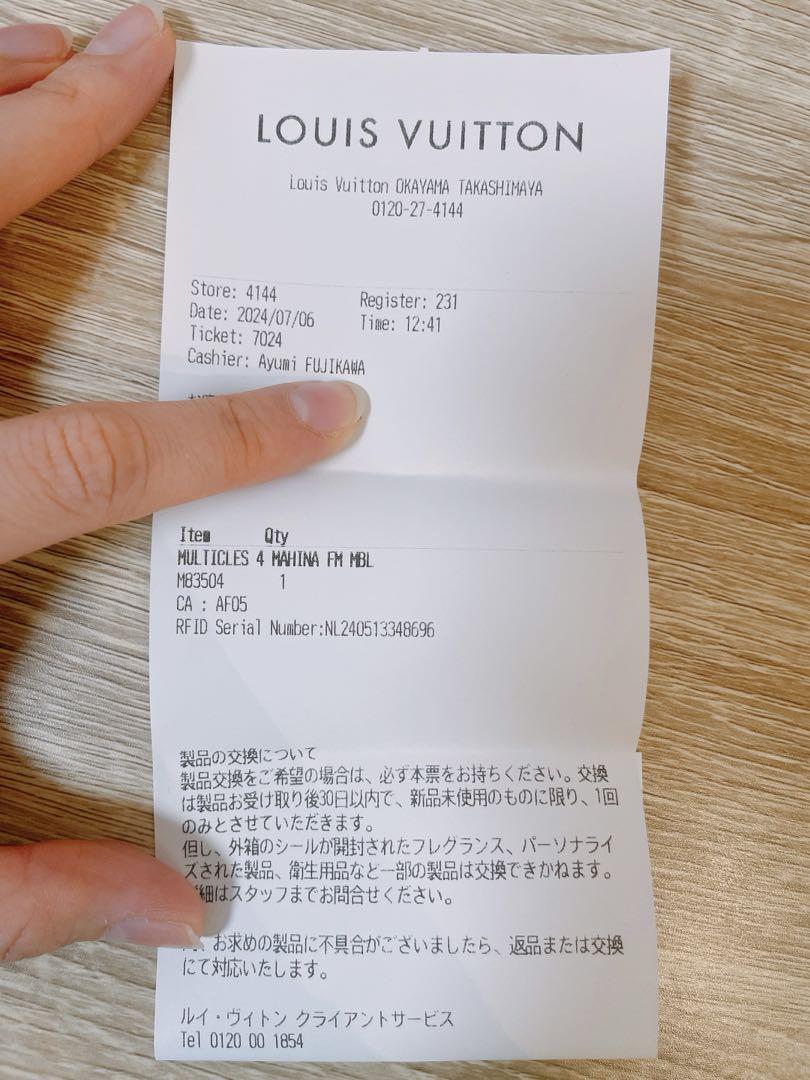 LOUIS VUITTON
Louis Vuitton OKAYAMA TAKASHIMAYA
0120-27-4144
Store: 4144 Register: 231
Date: 2024/07/06 Time: 12:41
Ticket: 7024
Cashier: Ayumi FUJIKAWA
Item Qty
MULTICLES 4 MAHINA FM MBL
M83504 1
CA : AF05
RFID Serial Number:NL240513348696
製品の交換について
製品交換をご希望の場合は、必ず本票をお持ちください。交換
は製品お受け取り後30日以内で、新品未使用のものに限り、1回
のみとさせていただきます。
但し、外箱のシールが開封されたフレグランス、パーソナライ
ズされた製品、衛生用品など一部の製品は交換できかねます。
細はスタッフまでお問合せください。
、お求めの製品に不具合がございましたら、返品または交換
にて対応いたします。
ルイ・ヴィトン クライアントサービス
Tel 0120 00 1854